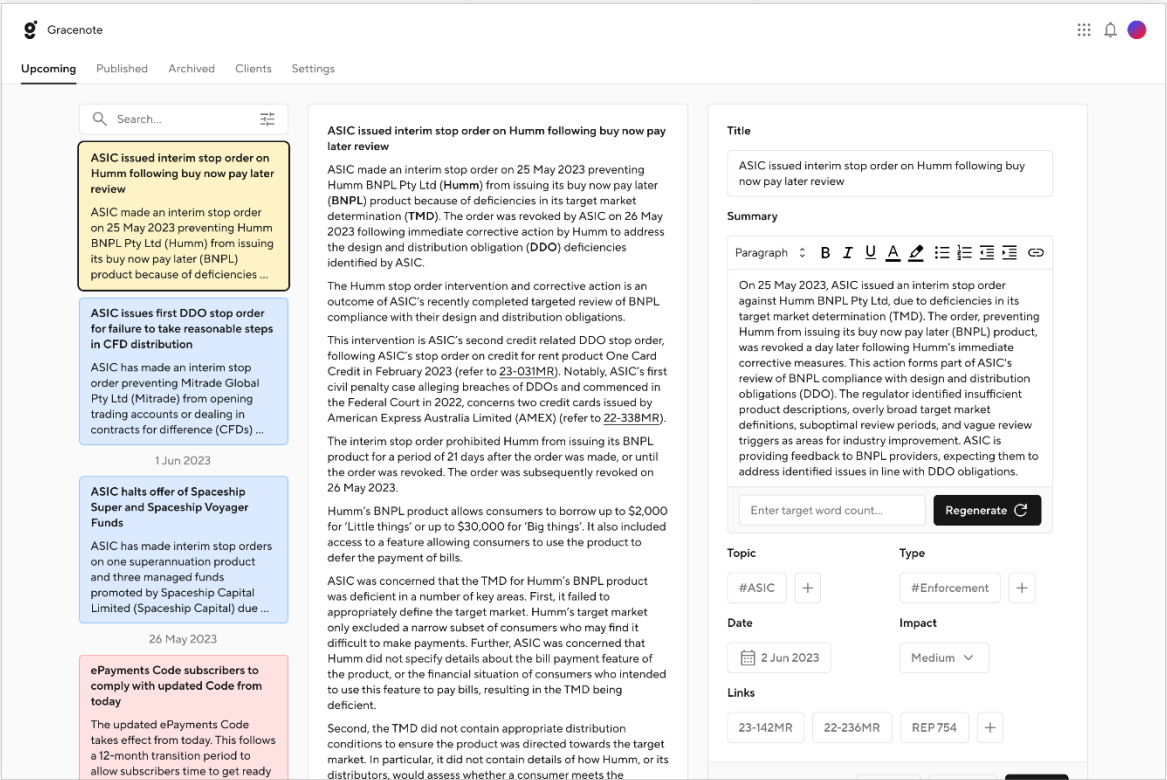 Gracenote
Upcoming
Published
Archived
Clients
Settings
Search...
ASIC issued interim stop order on
Humm following buy now pay later
review
ASIC made an interim stop order
on 25 May 2023 preventing Humm
BNPL Pty Ltd (Humm) from issuing
its buy now pay later (BNPL)
product because of deficiencies ...
ASIC issues first DDO stop order
for failure to take reasonable steps
in CFD distribution
ASIC has made an interim stop
order preventing Mitrade Global
Pty Ltd (Mitrade) from opening
trading accounts or dealing in
contracts for difference (CFDs) ...
1 Jun 2023
ASIC halts offer of Spaceship
Super and Spaceship Voyager
Funds
ASIC has made interim stop orders
on one superannuation product
and three managed funds
promoted by Spaceship Capital
Limited (Spaceship Capital) due ...
26 May 2023
ePayments Code subscribers to
comply with updated Code from
today
The updated ePayments Code
takes effect from today. This follows
a 12-month transition period to
allow subscribers time to get ready
ASIC issued interim stop order on Humm following buy now pay
later review
ASIC made an interim stop order on 25 May 2023 preventing
Humm BNPL Pty Ltd (Humm) from issuing its buy now pay later
(BNPL) product because of deficiencies in its target market
determination (TMD). The order was revoked by ASIC on 26 May
2023 following immediate corrective action by Humm to address
the design and distribution obligation (DDO) deficiencies
identified by ASIC.
The Humm stop order intervention and corrective action is an
outcome of ASIC's recently completed targeted review of BNPL
compliance with their design and distribution obligations.
This intervention is ASIC's second credit related DDO stop order,
following ASIC's stop order on credit for rent product One Card
Credit in February 2023 (refer to 23-031MR). Notably, ASIC's first
civil penalty case alleging breaches of DDOs and commenced in
the Federal Court in 2022, concerns two credit cards issued by
American Express Australia Limited (AMEX) (refer to 22-338MR).
The interim stop order prohibited Humm from issuing its BNPL
product for a period of 21 days after the order was made, or until
the order was revoked. The order was subsequently revoked on
26 May 2023.
Humm's BNPL product allows consumers to borrow up to $2,000
for 'Little things' or up to $30,000 for 'Big things'. It also included
access to a feature allowing consumers to use the product to
defer the payment of bills.
ASIC was concerned that the TMD for Humm's BNPL product
was deficient in a number of key areas. First, it failed to
appropriately define the target market. Humm's target market
only excluded a narrow subset of consumers who may find it
difficult to make payments. Further, ASIC was concerned that
Humm did not specify details about the bill payment feature of
the product, or the financial situation of consumers who intended
to use this feature to pay bills, resulting in the TMD being
deficient.
Second, the TMD did not contain appropriate distribution
conditions to ensure the product was directed towards the target
market. In particular, it did not contain details of how Humm, or its
distributors, would assess whether a consumer meets the
Title
ASIC issued interim stop order on Humm following buy
now pay later review
Summary
Paragraph
B I U A
On 25 May 2023, ASIC issued an interim stop order
against Humm BNPL Pty Ltd, due to deficiencies in its
target market determination (TMD). The order, preventing
Humm from issuing its buy now pay later (BNPL) product,
was revoked a day later following Humm's immediate
corrective measures. This action forms part of ASIC's
review of BNPL compliance with design and distribution
obligations (DDO). The regulator identified insufficient
product descriptions, overly broad target market
definitions, suboptimal review periods, and vague review
triggers as areas for industry improvement. ASIC is
providing feedback to BNPL providers, expecting them to
address identified issues in line with DDO obligations.
Enter target word count...
Regenerate
Topic
Type
#ASIC
#Enforcement
Date
Impact
2 Jun 2023
Medium
Links
23-142MR
22-236MR
REP 754